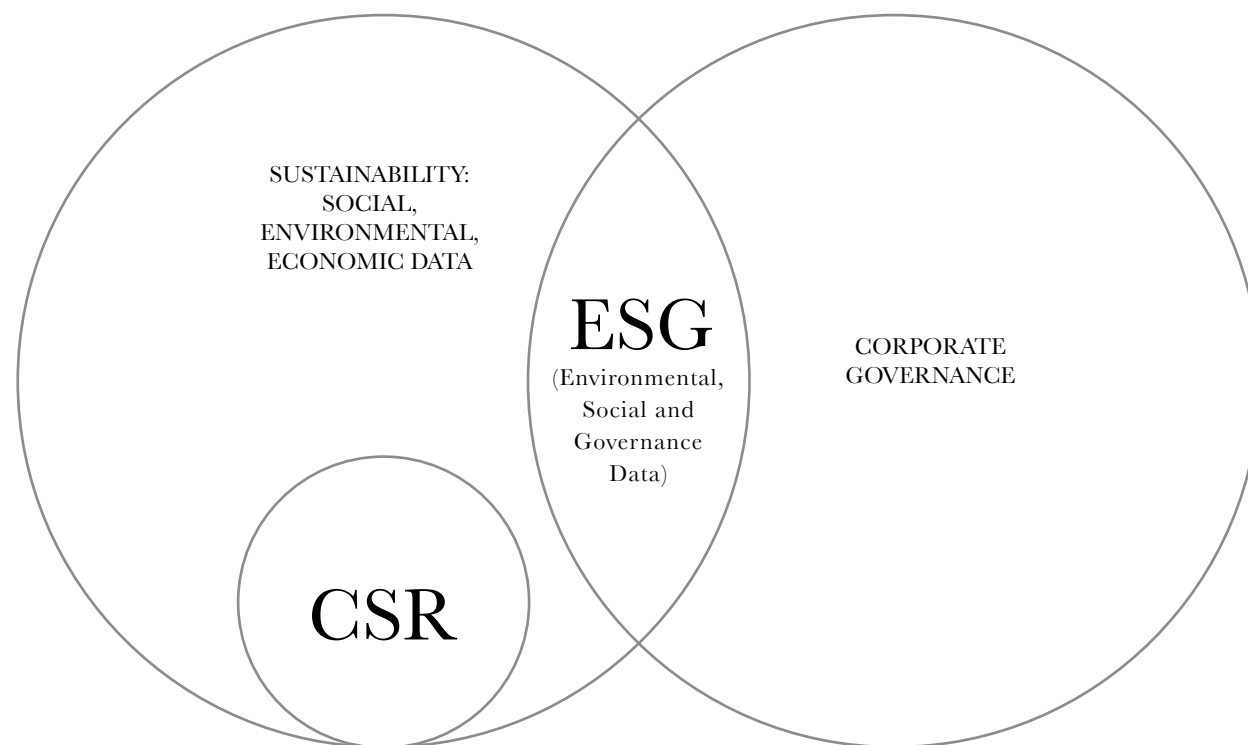 SUSTAINABILITY:
SOCIAL,
ENVIRONMENTAL,
ECONOMIC DATA
ESG
(Environmental,
Social and
Governance
Data)
CORPORATE
GOVERNANCE
CSR